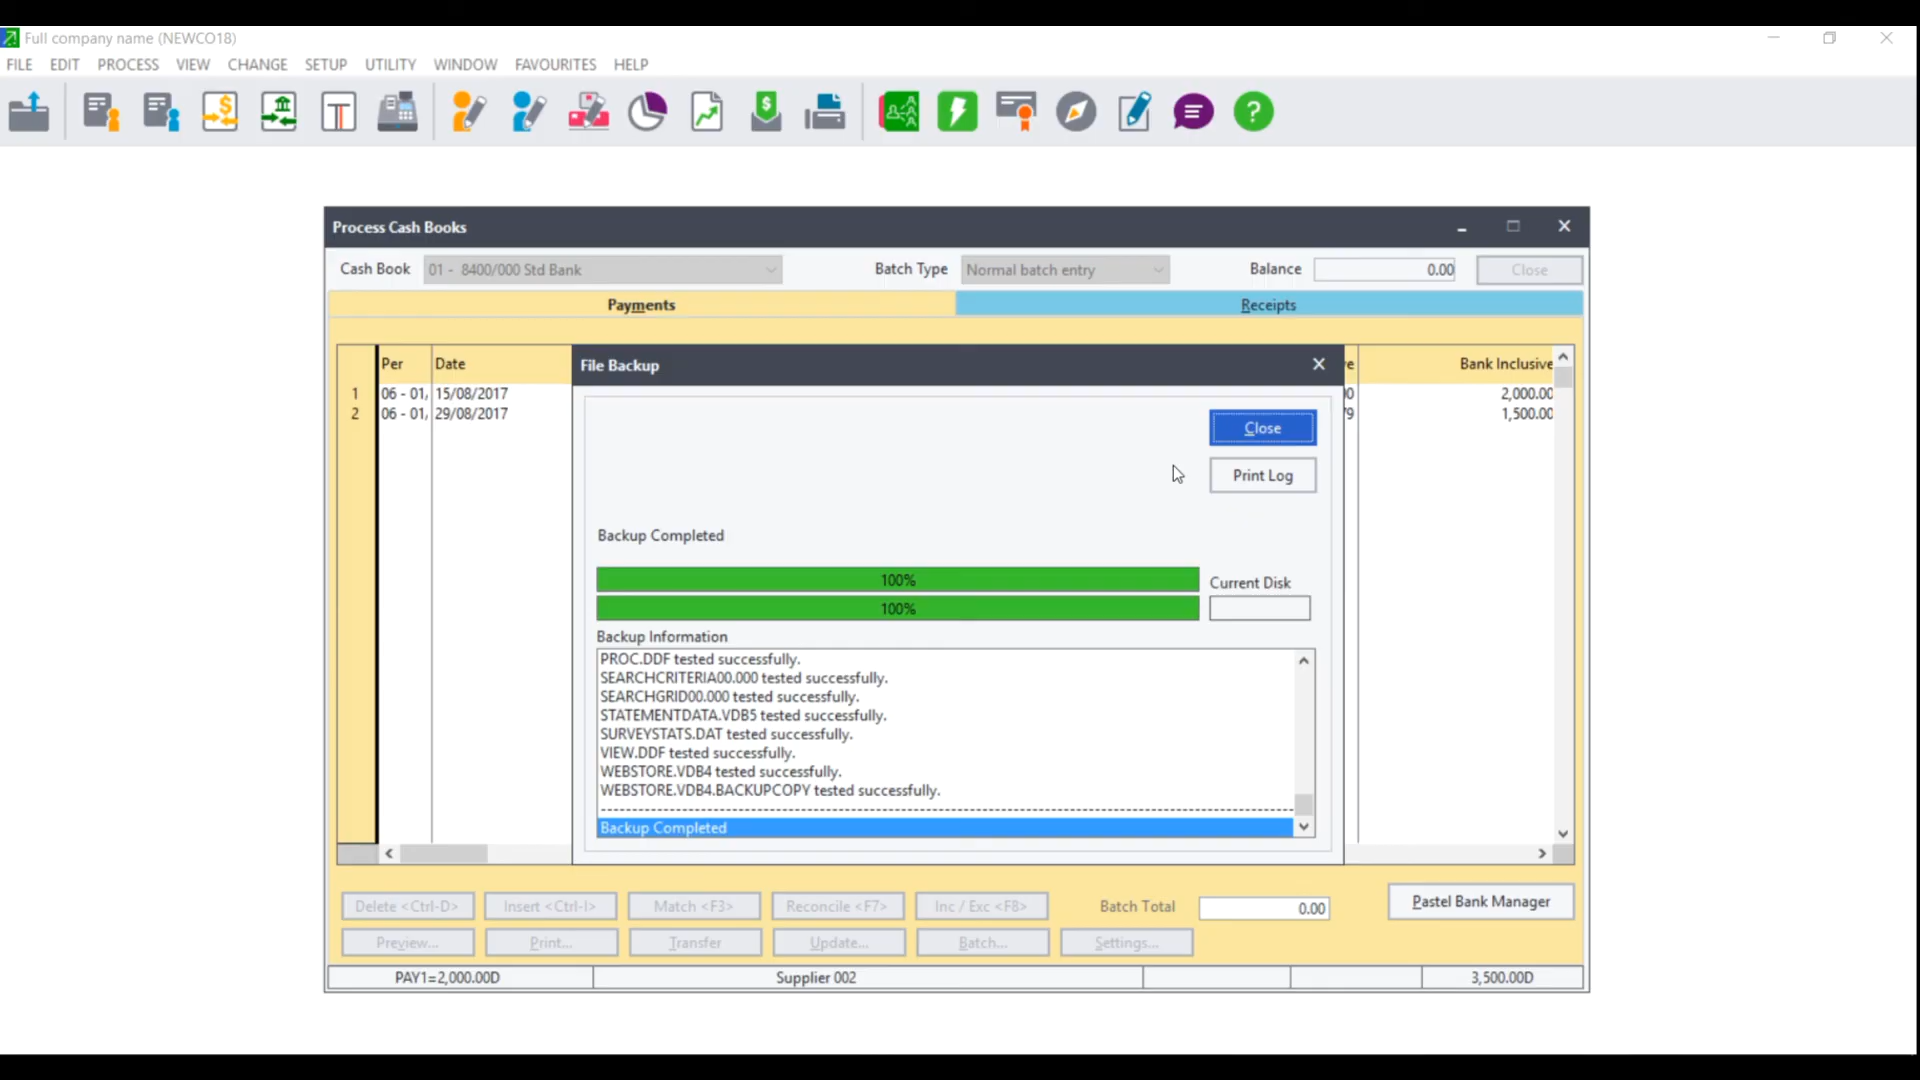 Full company name (NEWCO18)
FILE EDIT PROCESS VIEW CHANGE SETUP UTILITY WINDOW FAVOURITES HELP
Process Cash Books
Cash Book 01 - 8400/000 Std Bank Batch Type Normal batch entry Balance 0.00 Close
Payments Receipts
Per Date File Backup e Bank Inclusive
1 06 - 01, 15/08/2017 0 2,000.00
2 06 - 01, 29/08/2017 9 1,500.00
Close
Print Log
Backup Completed
100%
Current Disk
100%
Backup Information
PROC.DDF tested successfully.
SEARCHCRITERIA00.000 tested successfully.
SEARCHGRID00.000 tested successfully.
STATEMENTDATA.VDB5 tested successfully.
SURVEYSTATS.DAT tested successfully.
VIEW.DDF tested successfully.
WEBSTORE.VDB4 tested successfully.
WEBSTORE.VDB4.BACKUPCOPY tested successfully.
Backup Completed
Delete <Ctrl-D> Insert <Ctrl-I> Match <F3> Reconcile <F7> Inc / Exc <F8> Batch Total 0.00 Pastel Bank Manager
Preview... Print... Transfer Update... Batch... Settings...
PAY1=2,000.00D Supplier 002 3,500.00D